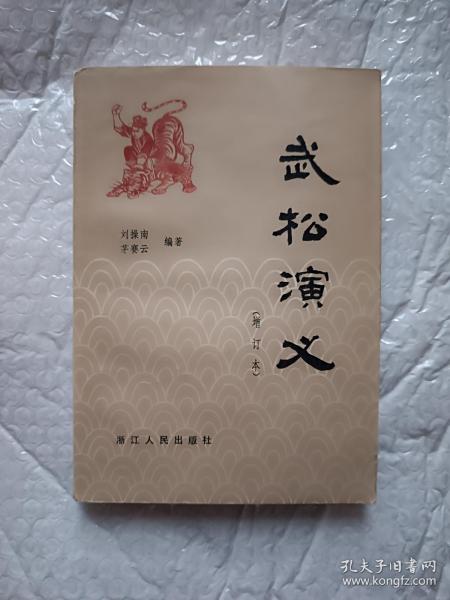 武松演义
(增订本)
刘操南
茅赛云
编著
浙江人民出版社
孔夫子旧书网
www.kongfz.com